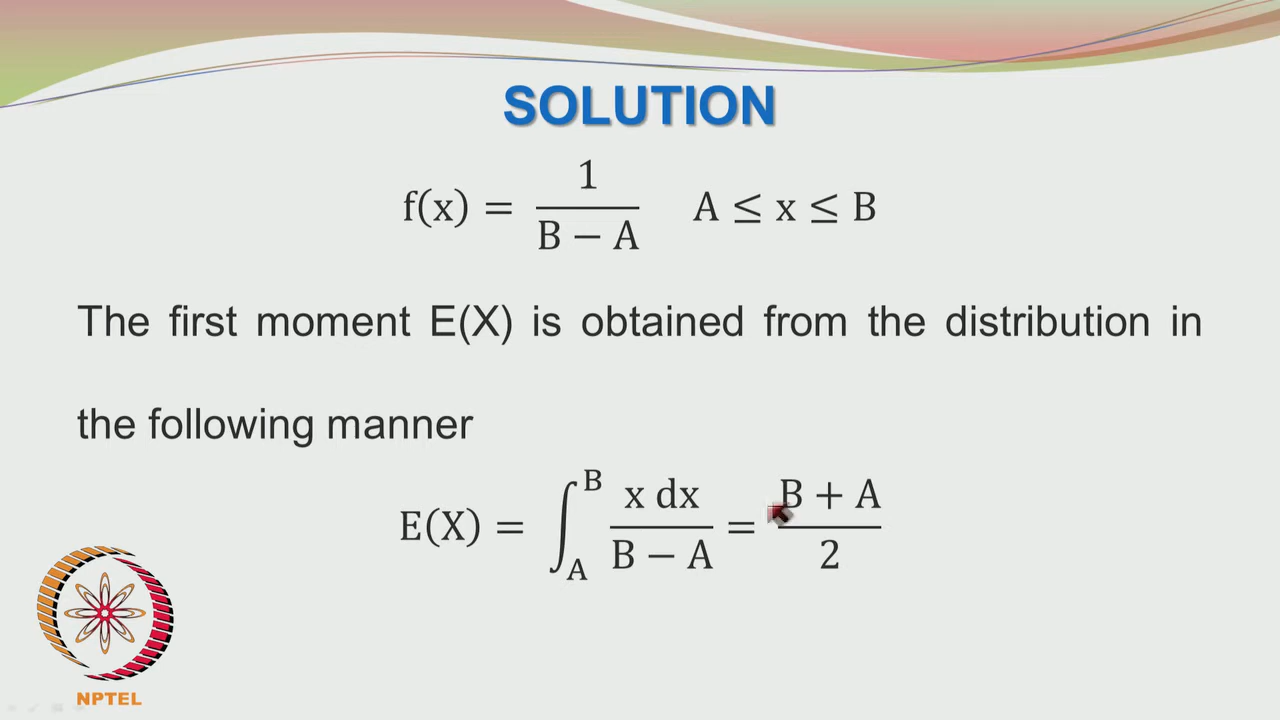 SOLUTION
f(x) = 1/(B − A)    A ≤ x ≤ B
The first moment E(X) is obtained from the distribution in
the following manner
E(X) = ∫_A^B x dx/(B − A) = (B + A)/2
NPTEL